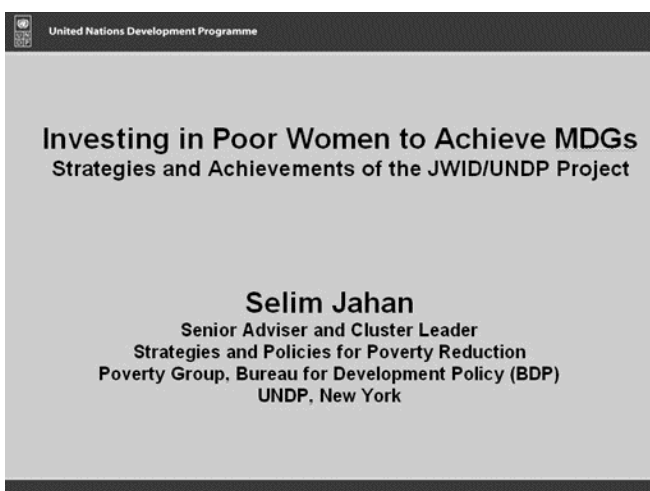 United Nations Development Programme
Investing in Poor Women to Achieve MDGs
Strategies and Achievements of the JWID/UNDP Project
Selim Jahan
Senior Adviser and Cluster Leader
Strategies and Policies for Poverty Reduction
Poverty Group, Bureau for Development Policy (BDP)
UNDP, New York